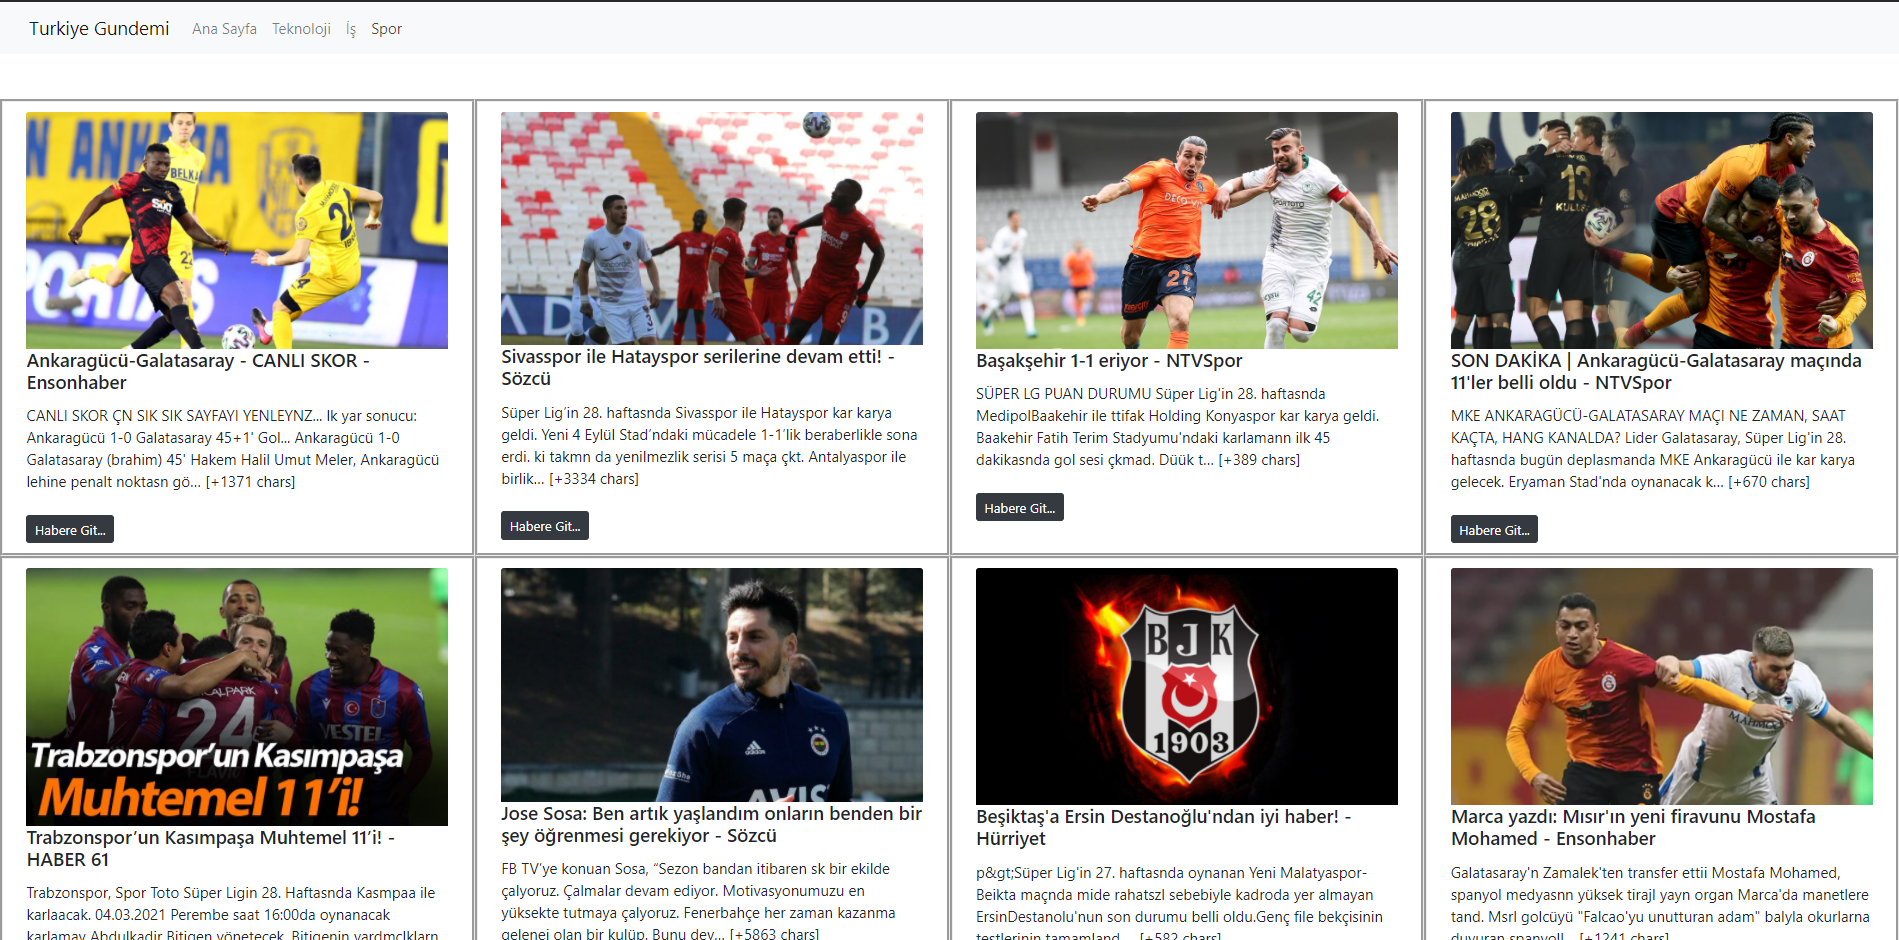 Turkiye Gundemi Ana Sayfa Teknoloji İş Spor
N ANKARA
BELKA
Sixt
22
Ankaragücü-Galatasaray - CANLI SKOR -
Ensonhaber
CANLI SKOR ÇN SIK SIK SAYFAYI YENLEYNZ... Ik yar sonucu:
Ankaragücü 1-0 Galatasaray 45+1' Gol... Ankaragücü 1-0
Galatasaray (brahim) 45' Hakem Halil Umut Meler, Ankaragücü
lehine penalt noktasn gö… [+1371 chars]
Habere Git...
Sivasspor ile Hatayspor serilerine devam etti! -
Sözcü
Süper Lig’in 28. haftasnda Sivasspor ile Hatayspor kar karya
geldi. Yeni 4 Eylül Stad’ndaki mücadele 1-1’lik beraberlikle sona
erdi. ki takmn da yenilmezlik serisi 5 maça çkt. Antalyaspor ile
birlik… [+3334 chars]
Habere Git...
27
42
Başakşehir 1-1 eriyor - NTVSpor
SÜPER LG PUAN DURUMU Süper Lig'in 28. haftasnda
MedipolBaakehir ile ttifak Holding Konyaspor kar karya geldi.
Baakehir Fatih Terim Stadyumu'ndaki karlamann ilk 45
dakikasnda gol sesi çkmad. Düük t… [+389 chars]
Habere Git...
28
13
SON DAKİKA | Ankaragücü-Galatasaray maçında
11'ler belli oldu - NTVSpor
MKE ANKARAGÜCÜ-GALATASARAY MAÇI NE ZAMAN, SAAT
KAÇTA, HANG KANALDA? Lider Galatasaray, Süper Lig'in 28.
haftasnda bugün deplasmanda MKE Ankaragücü ile kar karya
gelecek. Eryaman Stad'nda oynanacak k… [+670 chars]
Habere Git...
24
VESTEL
Trabzonspor’un Kasımpaşa
Muhtemel 11’i!
Trabzonspor’un Kasımpaşa Muhtemel 11’i! -
HABER 61
Trabzonspor, Spor Toto Süper Ligin 28. Haftasnda Kasmpaa ile
karlaacak. 04.03.2021 Perembe saat 16:00da oynanacak
karlamay Abdulkadir Bitigen yönetecek. Bitigenin yardmcIklarn
adidas
AVIS
Jose Sosa: Ben artık yaşlandım onların benden bir
şey öğrenmesi gerekiyor - Sözcü
FB TV’ye konuan Sosa, “Sezon bandan itibaren sk bir ekilde
çalyoruz. Çalmalar devam ediyor. Motivasyonumuzu en
yüksekte tutmaya çalyoruz. Fenerbahçe her zaman kazanma
gelenei olan bir kulüp. Bunu dev… [+5863 chars]
BJK
1903
Beşiktaş'a Ersin Destanoğlu'ndan iyi haber! -
Hürriyet
p&gt;Süper Lig'in 27. haftasnda oynanan Yeni Malatyaspor-
Beikta maçnda mide rahatszl sebebiyle kadroda yer almayan
ErsinDestanolu'nun son durumu belli oldu.Genç file bekçisinin
testlerinin tamamland… [+582 chars]
Marca yazdı: Mısır'ın yeni firavunu Mostafa
Mohamed - Ensonhaber
Galatasaray'n Zamalek'ten transfer ettii Mostafa Mohamed,
spanyol medyasnn yüksek tirajl yayn organ Marca'da manetlere
tand. Msrl golcüyü "Falcao'yu unutturan adam" balyla okurlarna
duyuran spanyoll… [+1241 chars]